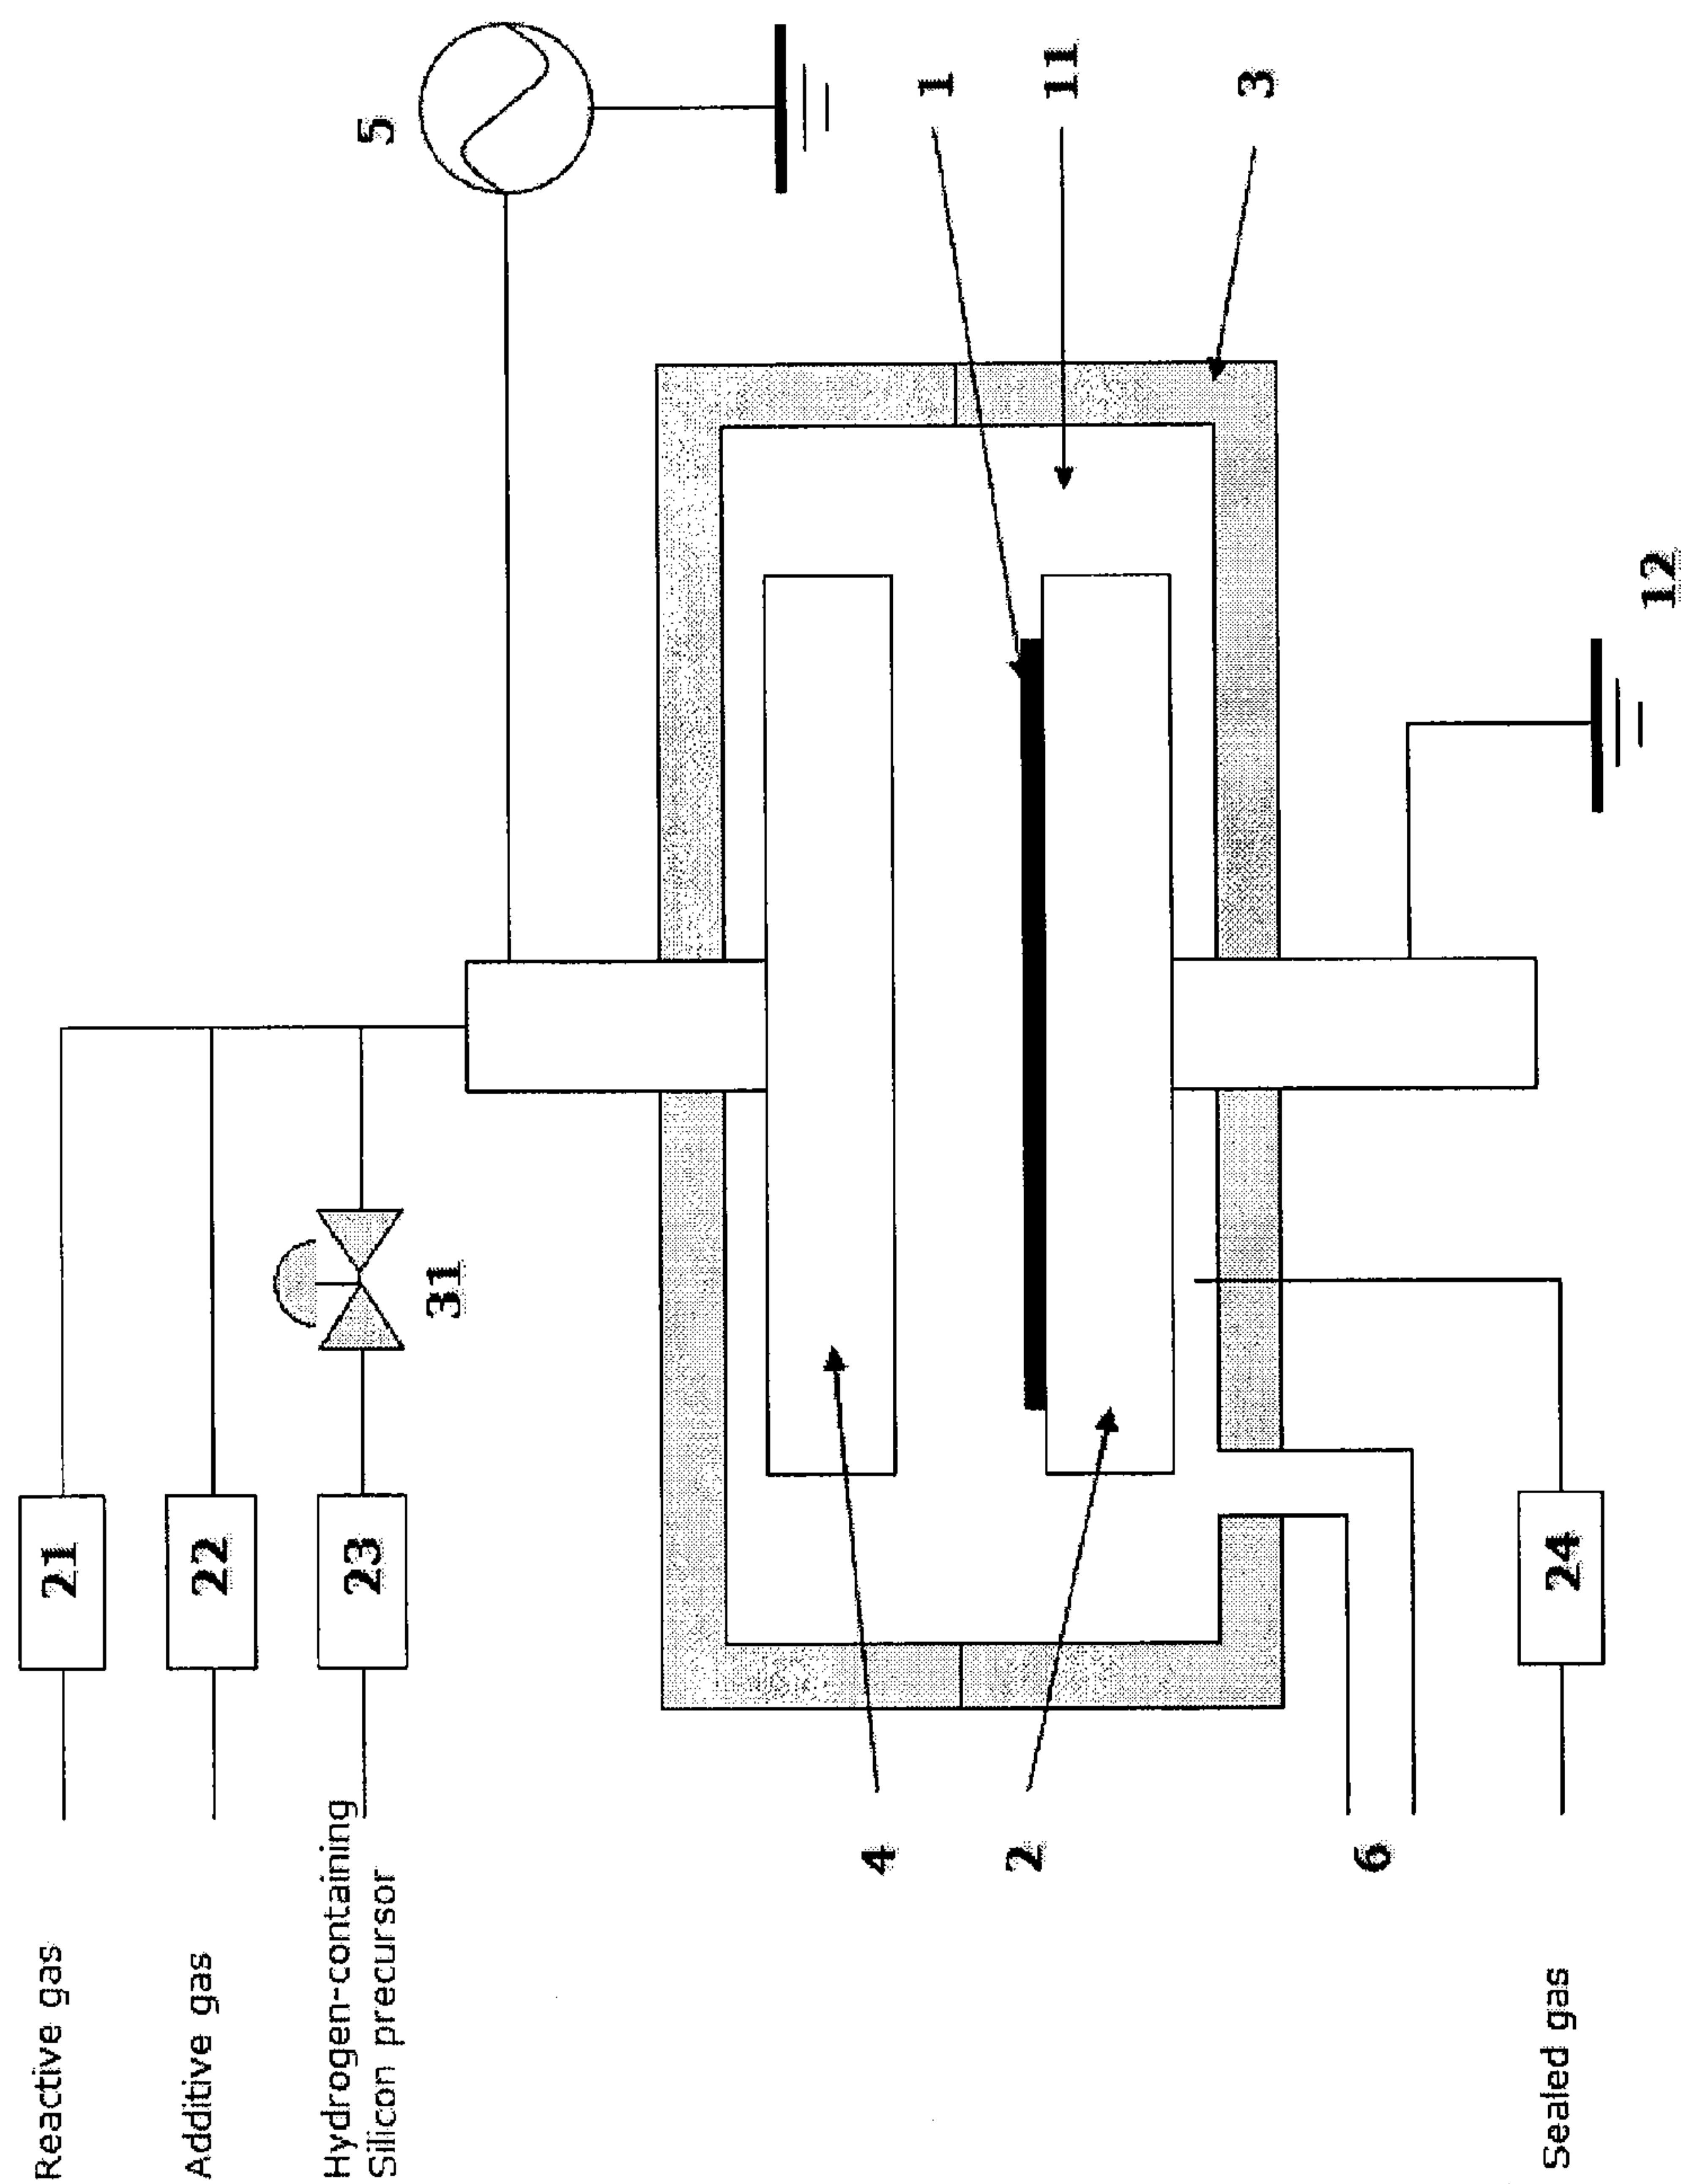 Reactive gas
21
Additive gas
22
Hydrogen-containing
Silicon precursor
23
31
5
1
11
3
4
2
6
12
Sealed gas
24